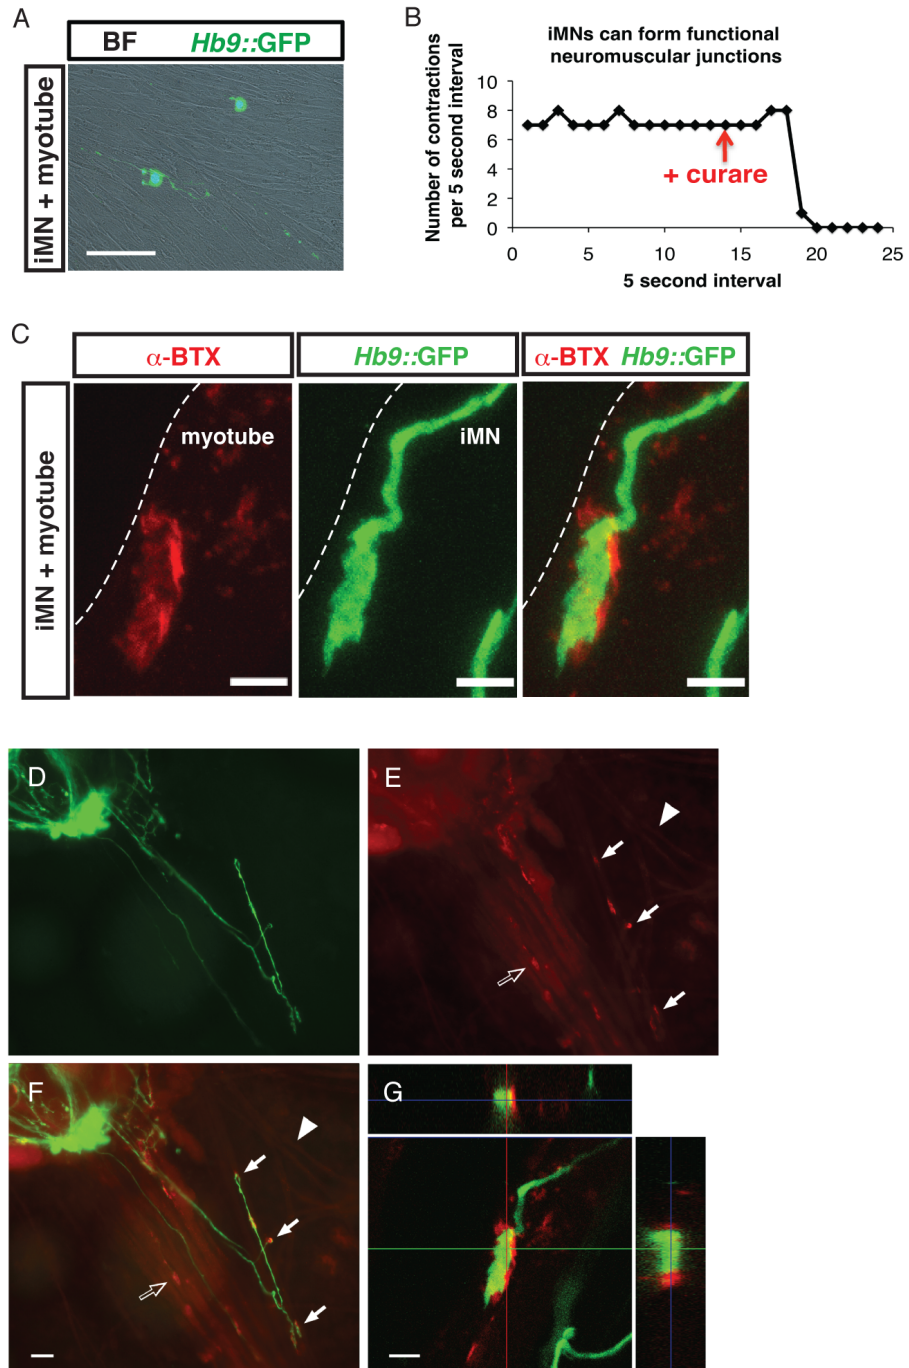 A
BF Hb9::GFP
iMN + myotube
B
iMNs can form functional
neuromuscular junctions
Number of contractions
per 5 second interval
10
8
6
4
2
0
+ curare
0 5 10 15 20 25
5 second interval
C
α-BTX
Hb9::GFP
α-BTX Hb9::GFP
iMN + myotube
myotube
iMN
D
E
F
G